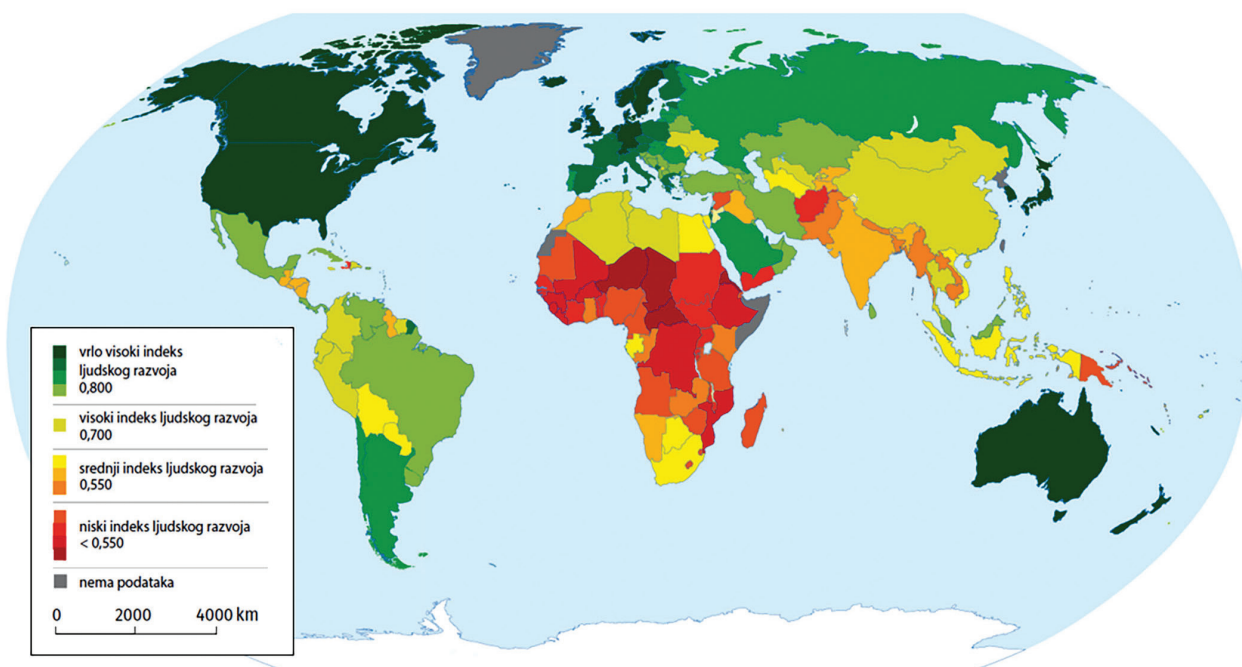 vrlo visoki indeks
ljudskog razvoja
0,800
visoki indeks ljudskog razvoja
0,700
srednji indeks ljudskog razvoja
0,550
niski indeks ljudskog razvoja
< 0,550
nema podataka
0 2000 4000 km